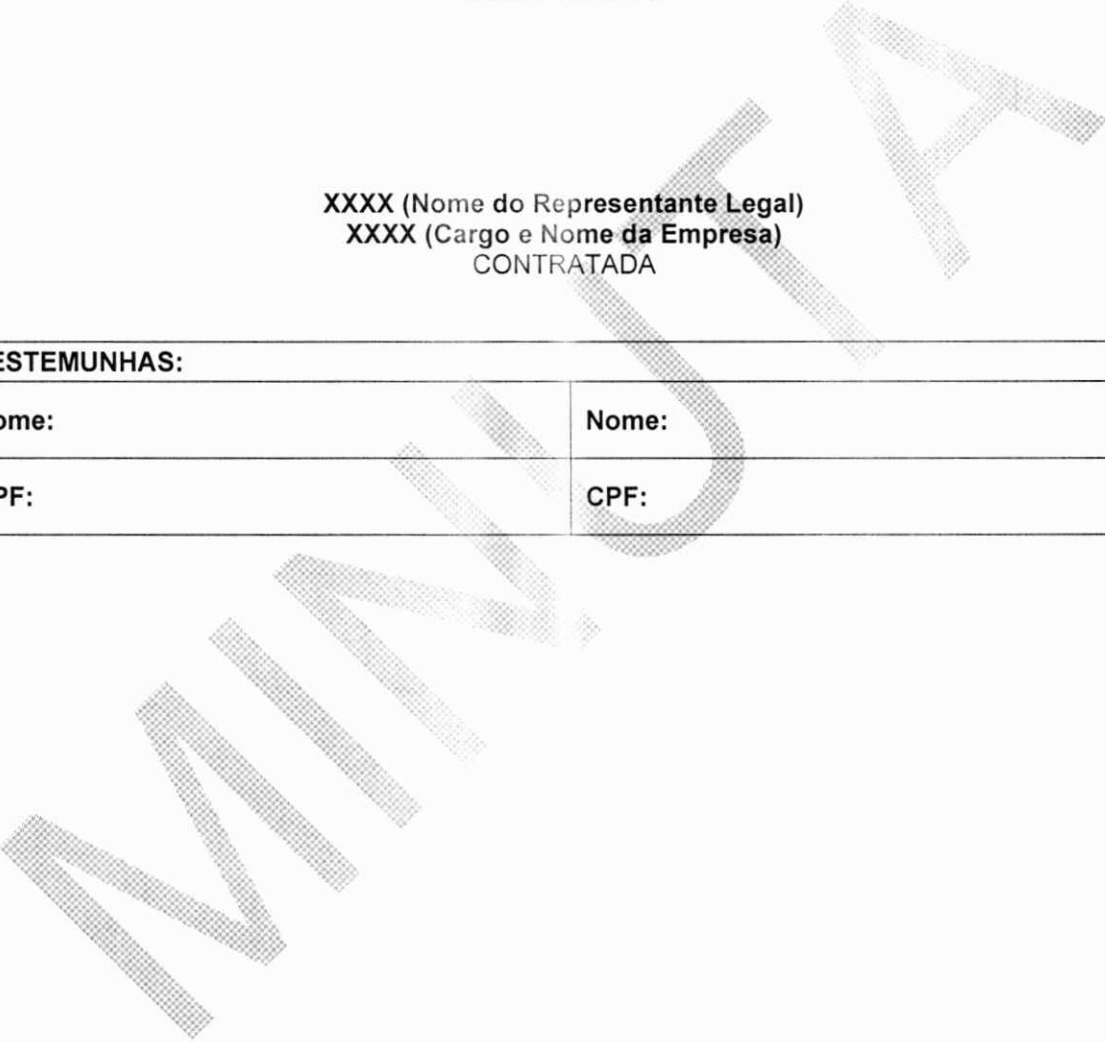 XXXX (Nome do Representante Legal)
XXXX (Cargo e Nome da Empresa)
CONTRATADA
ESTEMUNHAS:
ome: Nome:
PF: CPF:
MINUTA